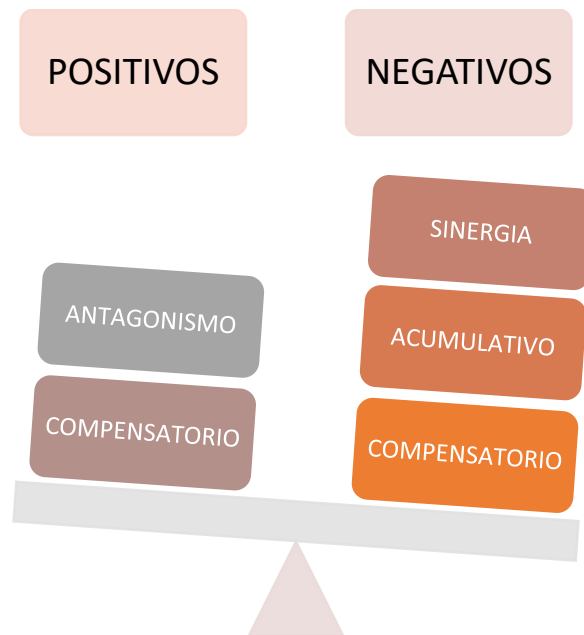 POSITIVOS
NEGATIVOS
SINERGIA
ANTAGONISMO
ACUMULATIVO
COMPENSATORIO
COMPENSATORIO